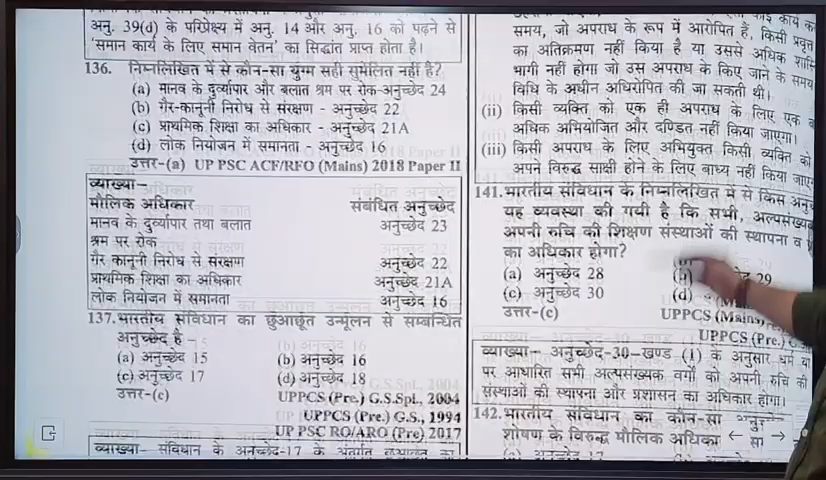 अनु. 39(d) के परिप्रेक्ष्य में अनु. 14 और अनु. 16 को पढ़ने से
'समान कार्य के लिए समान वेतन' का सिद्धांत प्राप्त होता है।
136. निम्नलिखित में से कौन-सा युग्म सही सुमेलित नहीं है?
(a) मानव के दुर्व्यापार और बलात श्रम पर रोक-अनुच्छेद 24
(b) गैर-कानूनी निरोध से संरक्षण - अनुच्छेद 22
(c) प्राथमिक शिक्षा का अधिकार - अनुच्छेद 21A
(d) लोक नियोजन में समानता - अनुच्छेद 16
उत्तर-(a) UP PSC ACF/RFO (Mains) 2018 Paper II
व्याख्या-
मौलिक अधिकार संबंधित अनुच्छेद
मानव के दुर्व्यापार तथा बलात अनुच्छेद 23
श्रम पर रोक
गैर कानूनी निरोध से संरक्षण अनुच्छेद 22
प्राथमिक शिक्षा का अधिकार अनुच्छेद 21A
लोक नियोजन में समानता अनुच्छेद 16
137. भारतीय संविधान का छुआछूत उन्मूलन से सम्बन्धित
अनुच्छेद है -
(a) अनुच्छेद 15 (b) अनुच्छेद 16
(c) अनुच्छेद 17 (d) अनुच्छेद 18
उत्तर-(c) UPPCS (Pre.) G.S.Spl., 2004
UPPCS (Pre.) G.S., 1994
UP PSC RO/ARO (Pre) 2017
व्याख्या- संविधान के अनुच्छेद-17 के अंतर्गत
समय, जो अपराध के रूप में आरोपित है, किसी प्रवृत्त
का अतिक्रमण नहीं किया है या उससे अधिक
भागी नहीं होगा जो उस अपराध के किए जाने के समय
विधि के अधीन अधिरोपित की जा सकती थी।
(ii) किसी व्यक्ति को एक ही अपराध के लिए एक
अधिक अभियोजित और दण्डित नहीं किया जाएगा।
(iii) किसी अपराध के लिए अभियुक्त किसी व्यक्ति को
अपने विरुद्ध साक्षी होने के लिए बाध्य नहीं किया
141. भारतीय संविधान के निम्नलिखित में से किस
यह व्यवस्था की गयी है कि सभी, अल्पसंख्यक
अपनी रुचि की शिक्षण संस्थाओं की स्थापना व
का अधिकार होगा?
(a) अनुच्छेद 28 29
(c) अनुच्छेद 30 (d)
उत्तर-(c) UPPCS (Main)
UPPCS (Pre.)
व्याख्या- अनुच्छेद-30-खण्ड (1) के अनुसार धर्म
पर आधारित सभी अल्पसंख्यक वर्गों को अपनी रुचि की
संस्थाओं की स्थापना और प्रशासन का अधिकार होगा।
142. भारतीय संविधान का कौन-सा
शोषण के विरुद्ध मौलिक